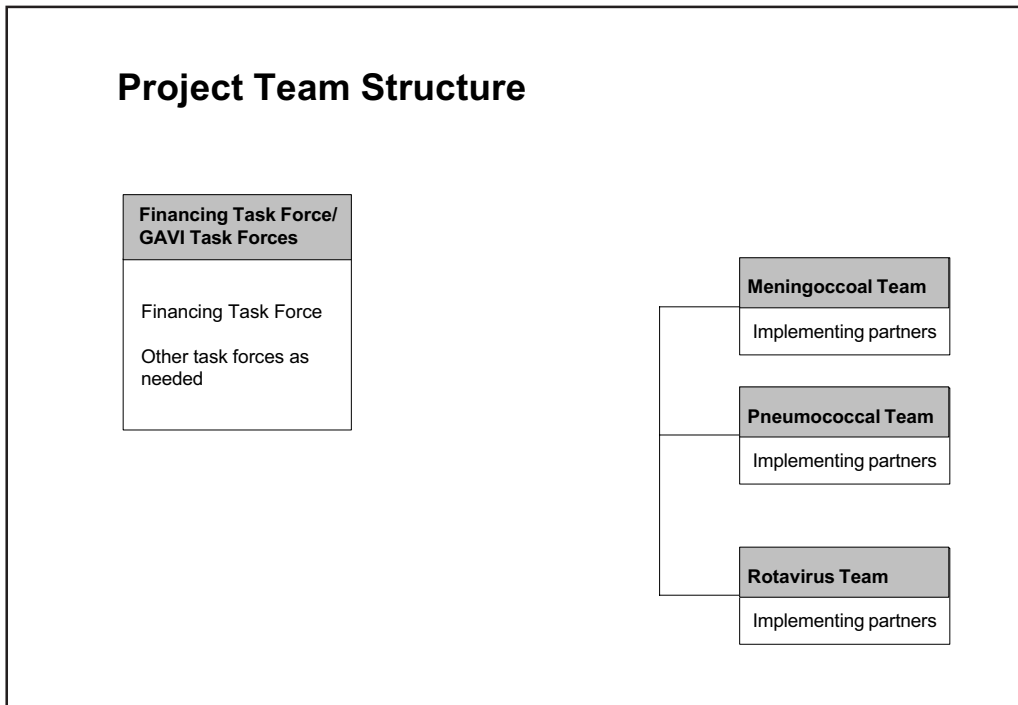 Project Team Structure
Financing Task Force/
GAVI Task Forces
Financing Task Force
Other task forces as
needed
Meningoccoal Team
Implementing partners
Pneumococcal Team
Implementing partners
Rotavirus Team
Implementing partners